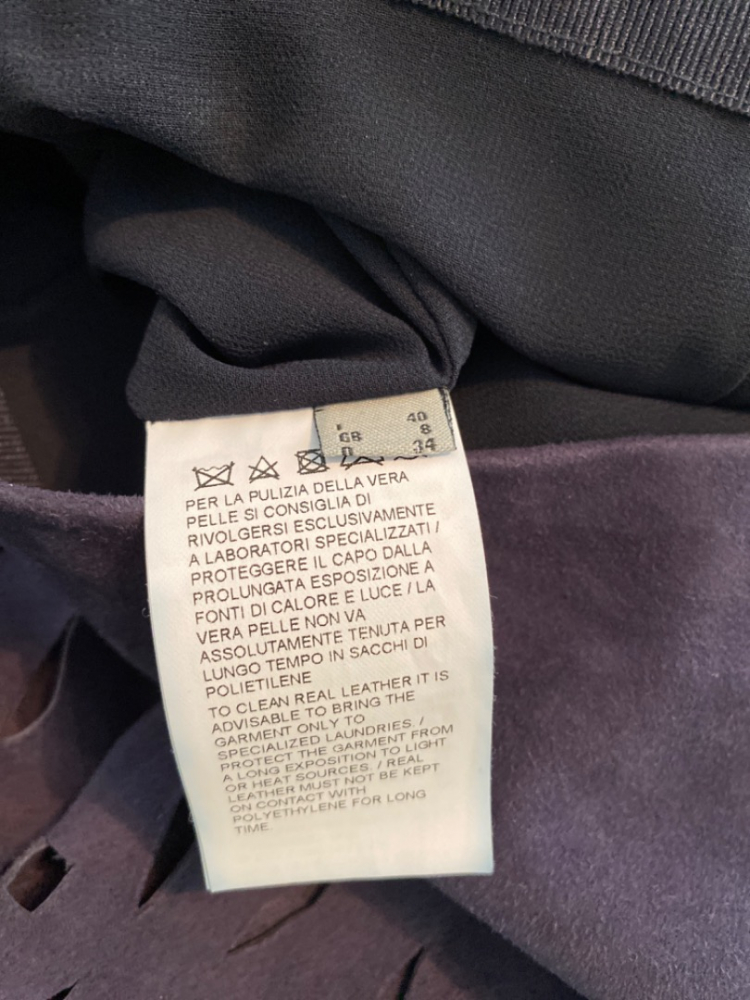 I 40
GB 8
D 34
PER LA PULIZIA DELLA VERA
PELLE SI CONSIGLIA DI
RIVOLGERSI ESCLUSIVAMENTE
A LABORATORI SPECIALIZZATI /
PROTEGGERE IL CAPO DALLA
PROLUNGATA ESPOSIZIONE A
FONTI DI CALORE E LUCE / LA
VERA PELLE NON VA
ASSOLUTAMENTE TENUTA PER
LUNGO TEMPO IN SACCHI DI
POLIETILENE
TO CLEAN REAL LEATHER IT IS
ADVISABLE TO BRING THE
GARMENT ONLY TO
SPECIALIZED LAUNDRIES. /
PROTECT THE GARMENT FROM
A LONG EXPOSITION TO LIGHT
OR HEAT SOURCES. / REAL
LEATHER MUST NOT BE KEPT
ON CONTACT WITH
POLYETHYLENE FOR LONG
TIME.